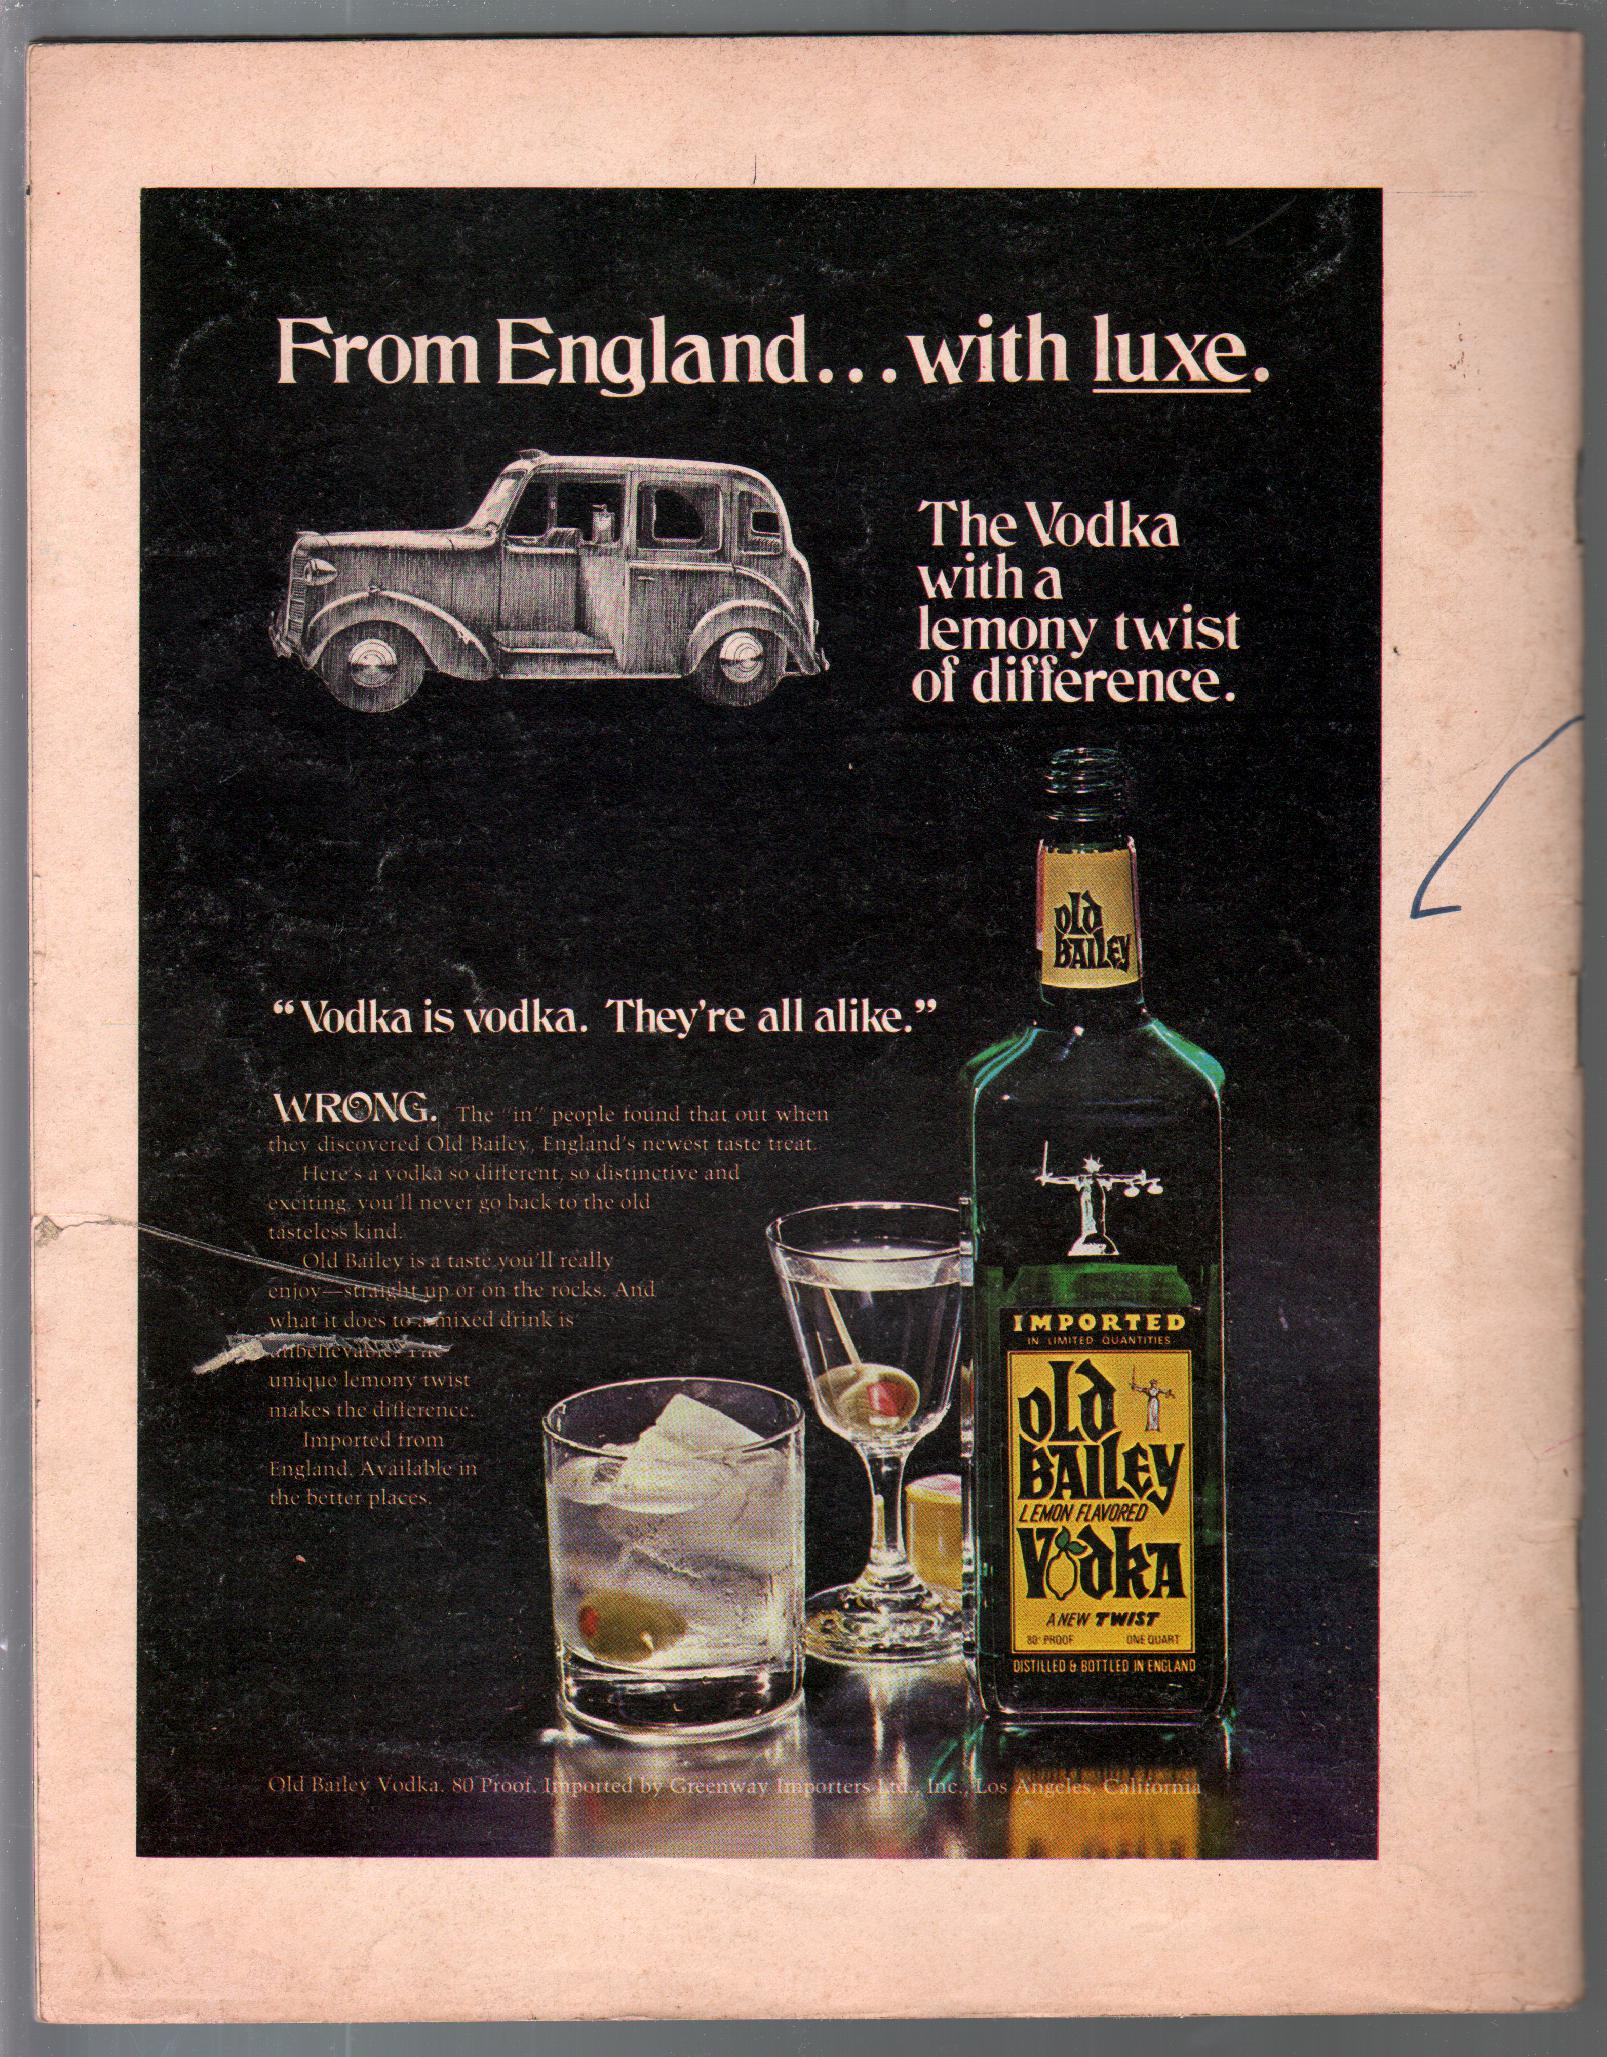 From England...with luxe.
The Vodka
with a
lemony twist
of difference.
"Vodka is vodka. They're all alike."
WRONG. The "in" people found that out when
they discovered Old Bailey, England's newest taste treat.
Here's a vodka so different, so distinctive and
exciting, you'll never go back to the old
tasteless kind.
Old Bailey is a taste you'll really
enjoy—straight up or on the rocks. And
what it does to a mixed drink is
unbelievable. The
unique lemony twist
makes the difference.
Imported from
England. Available in
the better places.
old
BAILEY
IMPORTED
IN LIMITED QUANTITIES
old
BAILEY
LEMON FLAVORED
Vodka
A NEW TWIST
80° PROOF ONE QUART
DISTILLED & BOTTLED IN ENGLAND
Old Bailey Vodka. 80 Proof. Imported by Greenway Importers Ltd., Inc., Los Angeles, California